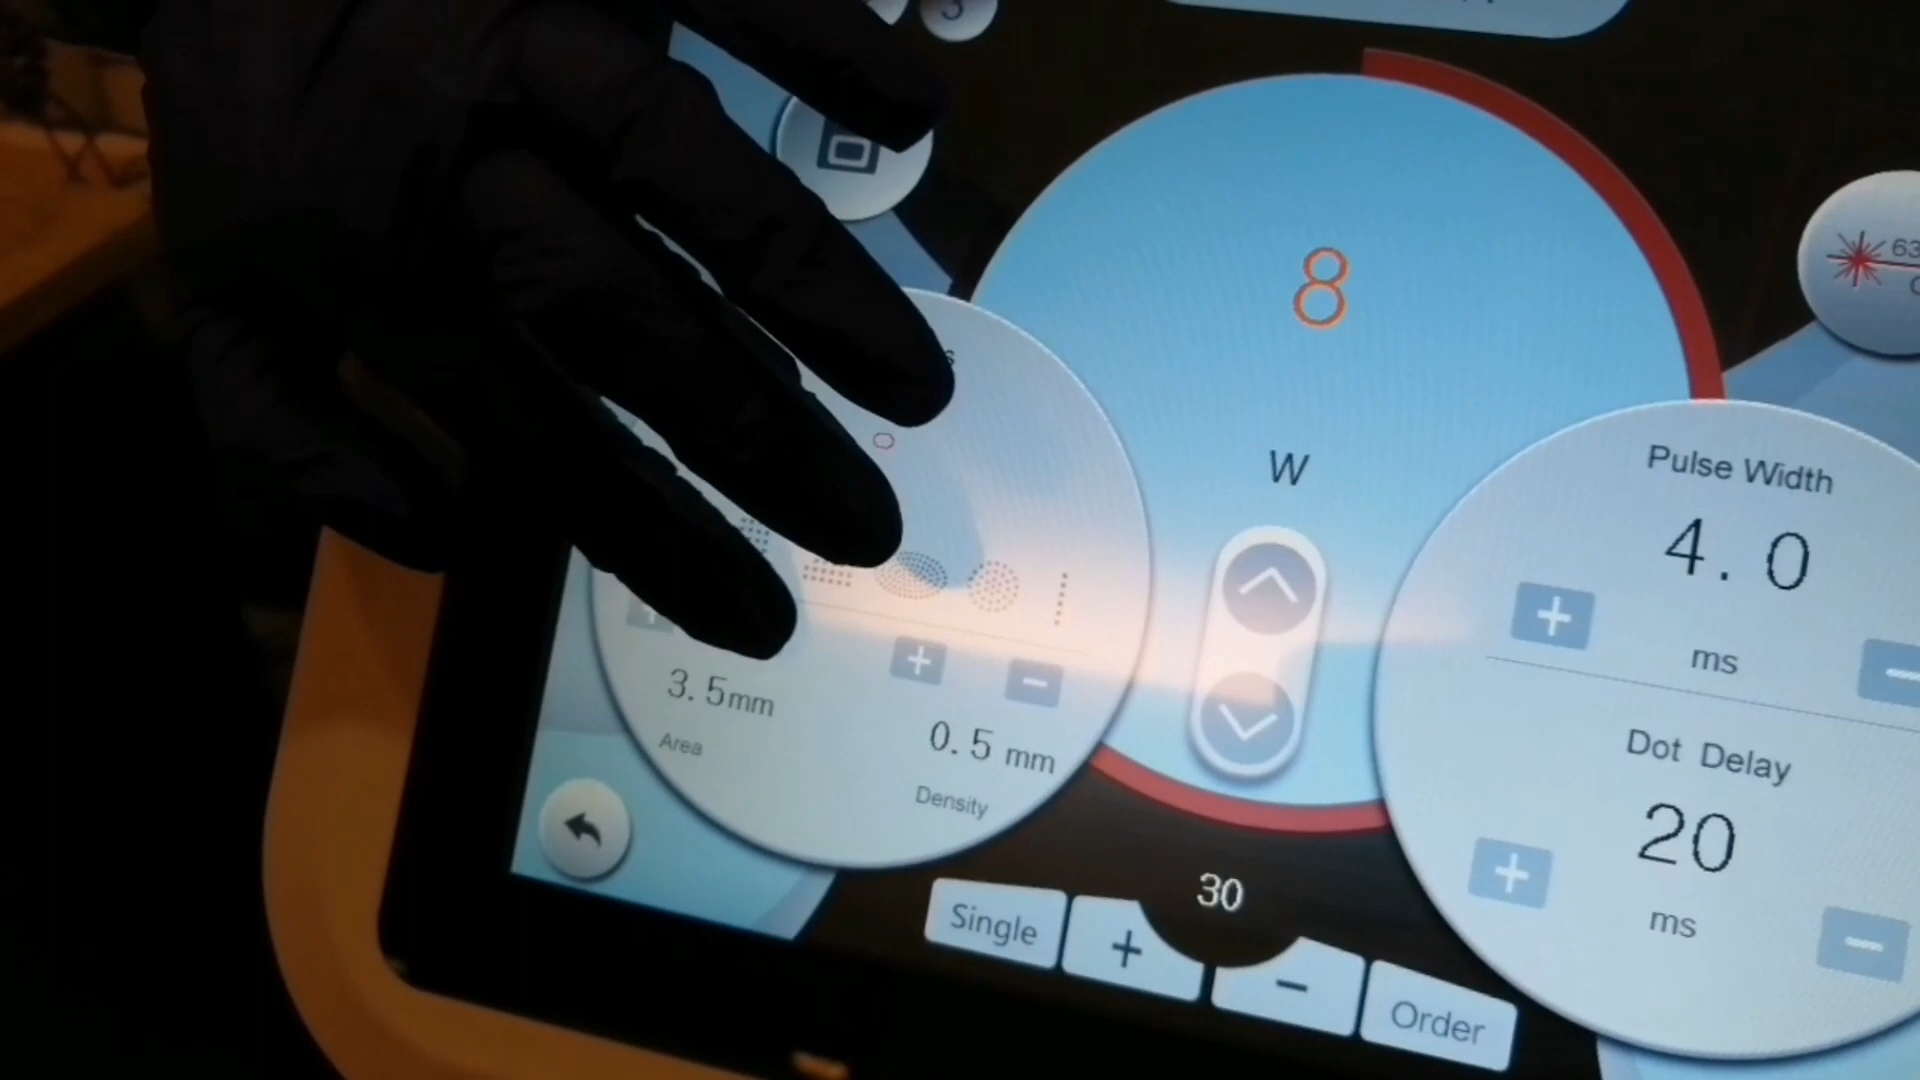 8
W
Pulse Width
4.0
ms
Dot Delay
20
ms
3.5mm
Area
0.5 mm
Density
30
Single
Order
63